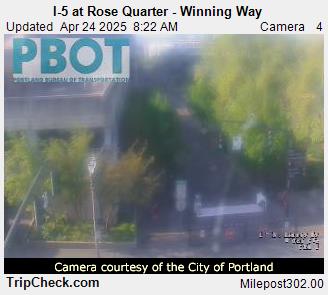 I-5 at Rose Quarter - Winning Way
Updated Apr 24 2025 8:22 AM Camera 4
PBOT
PORTLAND BUREAU OF TRANSPORTATION
Camera courtesy of the City of Portland
TripCheck.com Milepost302.00